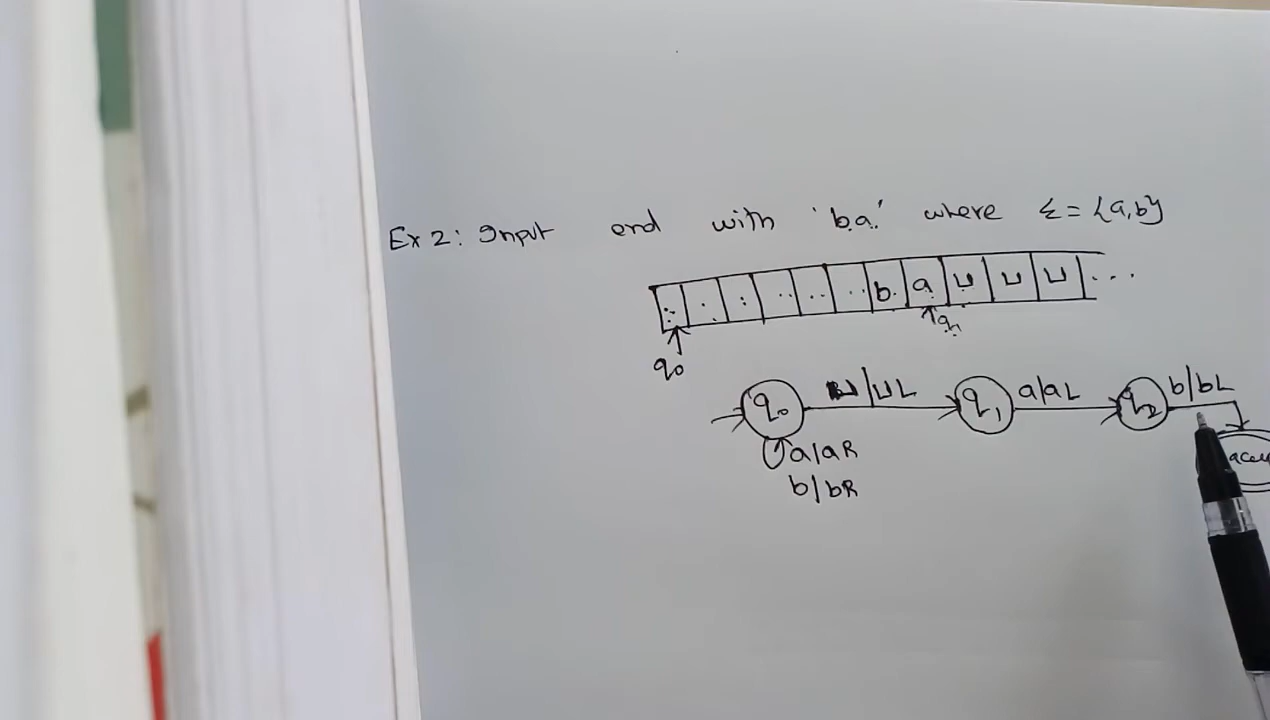 Ex 2: Input end with 'ba' where Σ = {a,b}
b a ⊔ ⊔ ⊔ ...
q₀ q₁
q₀ ⊔/⊔L q₁ a/aL q₂ b/bL
a/aR
b/bR